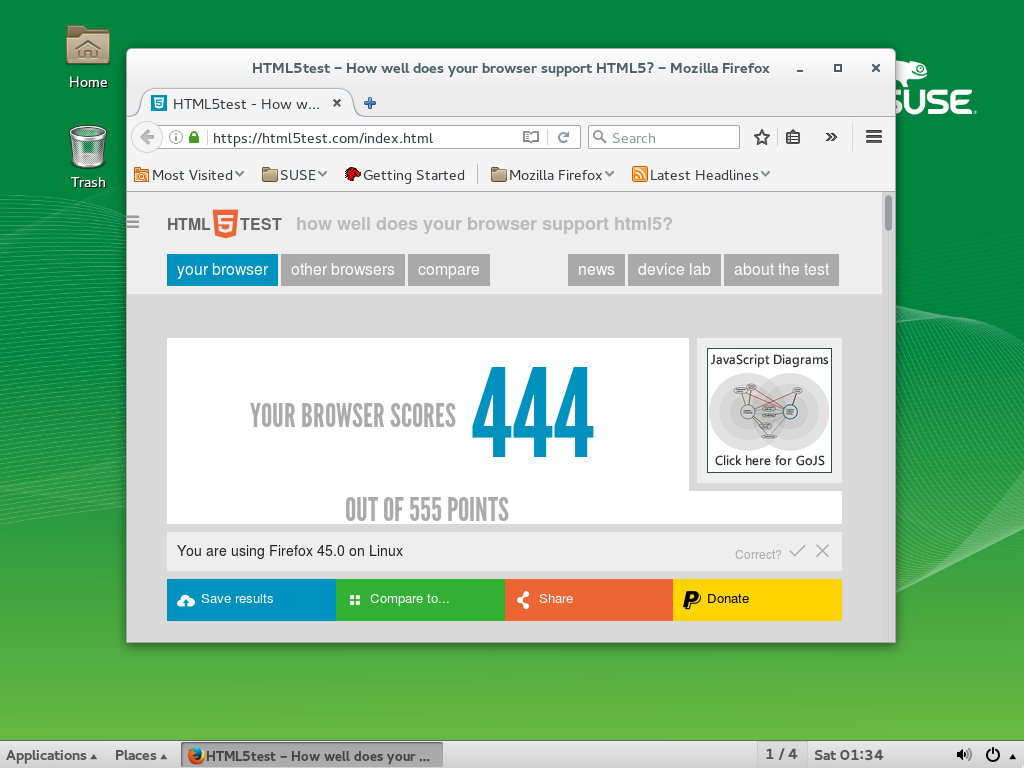 Home
Trash
SUSE
HTML5test – How well does your browser support HTML5? – Mozilla Firefox
HTML5test - How w...
https://html5test.com/index.html
Search
Most Visited
SUSE
Getting Started
Mozilla Firefox
Latest Headlines
HTML 5 TEST how well does your browser support html5?
your browser other browsers compare news device lab about the test
YOUR BROWSER SCORES 444
OUT OF 555 POINTS
JavaScript Diagrams
Click here for GoJS
You are using Firefox 45.0 on Linux
Correct?
Save results
Compare to...
Share
Donate
Applications Places HTML5test – How well does your ... 1 / 4 Sat 01:34